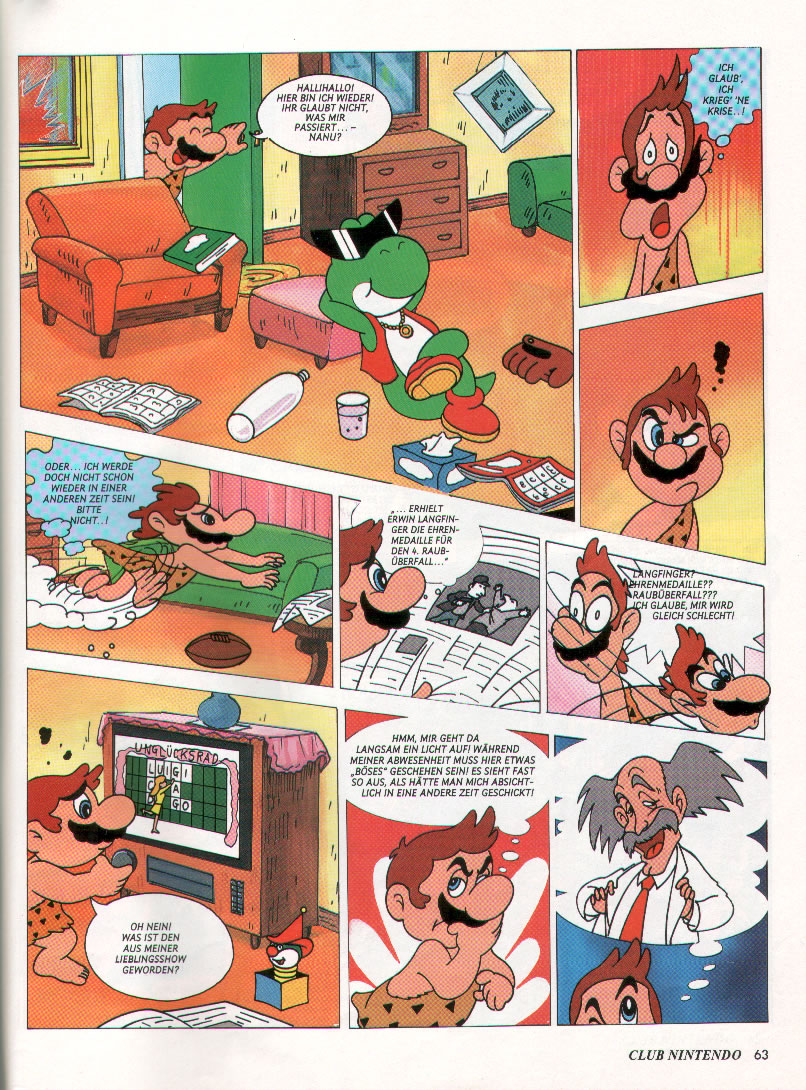 HALLIHALLO!
HIER BIN ICH WIEDER!
IHR GLAUBT NICHT,
WAS MIR
PASSIERT... –
NANU?
ICH
GLAUB',
ICH
KRIEG' 'NE
KRISE..!
ODER... ICH WERDE
DOCH NICHT SCHON
WIEDER IN EINER
ANDEREN ZEIT SEIN!
BITTE
NICHT..!
„... ERHIELT
ERWIN LANGFIN-
GER DIE EHREN-
MEDAILLE FÜR
DEN 4. RAUB-
ÜBERFALL..."
LANGFINGER?
EHRENMEDAILLE??
RAUBÜBERFALL???
ICH GLAUBE, MIR WIRD
GLEICH SCHLECHT!
UNGLÜCKSRAD
LUIGI
GO
OH NEIN!
WAS IST DEN
AUS MEINER
LIEBLINGSSHOW
GEWORDEN?
HMM, MIR GEHT DA
LANGSAM EIN LICHT AUF! WÄHREND
MEINER ABWESENHEIT MUSS HIER ETWAS
„BÖSES" GESCHEHEN SEIN! ES SIEHT FAST
SO AUS, ALS HÄTTE MAN MICH ABSICHT-
LICH IN EINE ANDERE ZEIT GESCHICKT!
CLUB NINTENDO 63